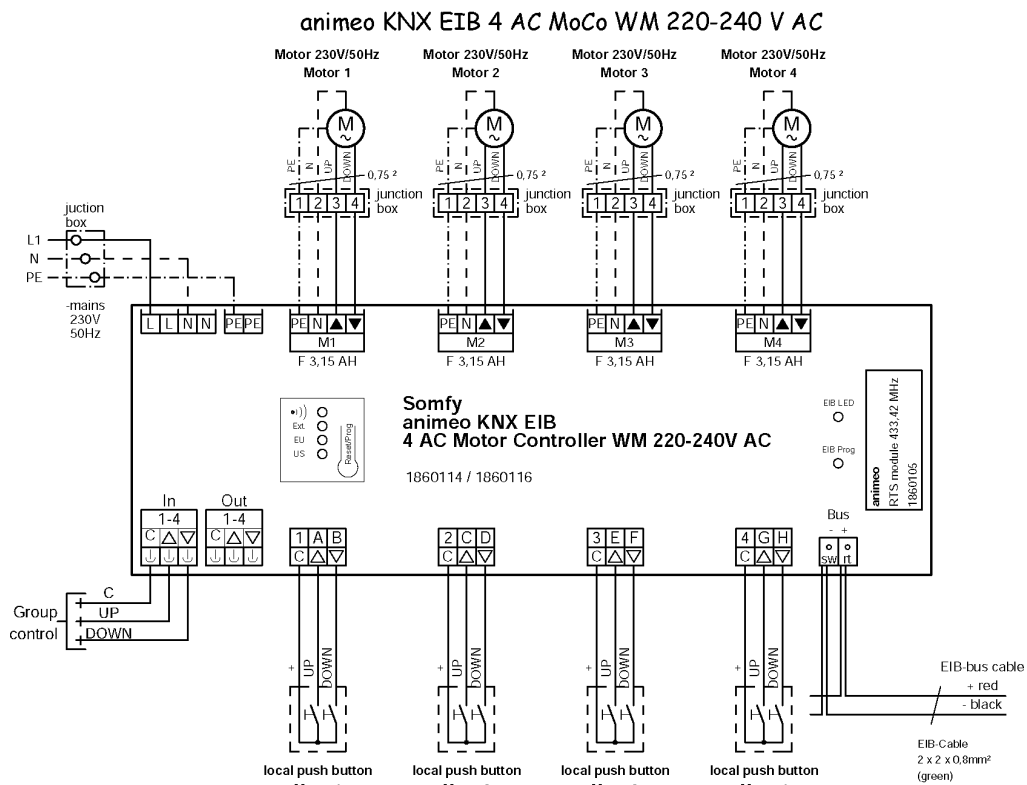 animeo KNX EIB 4 AC MoCo WM 220-240 V AC
Motor 230V/50Hz
Motor 1
Motor 230V/50Hz
Motor 2
Motor 230V/50Hz
Motor 3
Motor 230V/50Hz
Motor 4
M
~
M
~
M
~
M
~
PE N UP DOWN
PE N UP DOWN
PE N UP DOWN
PE N UP DOWN
0,75 ²
0,75 ²
0,75 ²
0,75 ²
1 2 3 4
junction
box
1 2 3 4
junction
box
1 2 3 4
junction
box
1 2 3 4
junction
box
juction
box
L1
N
PE
-mains
230V
50Hz
L L N N PE PE
PE N ▲ ▼
M1
F 3,15 AH
PE N ▲ ▼
M2
F 3,15 AH
PE N ▲ ▼
M3
F 3,15 AH
PE N ▲ ▼
M4
F 3,15 AH
Ext.
EU
US
Reset/Prog
Somfy
animeo KNX EIB
4 AC Motor Controller WM 220-240V AC
1860114 / 1860116
EIB LED
EIB Prog
animeo
RTS module 433,42 MHz
1860105
In
1-4
C △ ▽
Out
1-4
C △ ▽
1 A B
C △ ▽
2 C D
C △ ▽
3 E F
C △ ▽
4 G H
C △ ▽
Bus
- +
sw rt
Group
control
C
UP
DOWN
+ UP DOWN
+ UP DOWN
+ UP DOWN
+ UP DOWN
EIB-bus cable
+ red
- black
EIB-Cable
2 x 2 x 0,8mm²
(green)
local push button
local push button
local push button
local push button